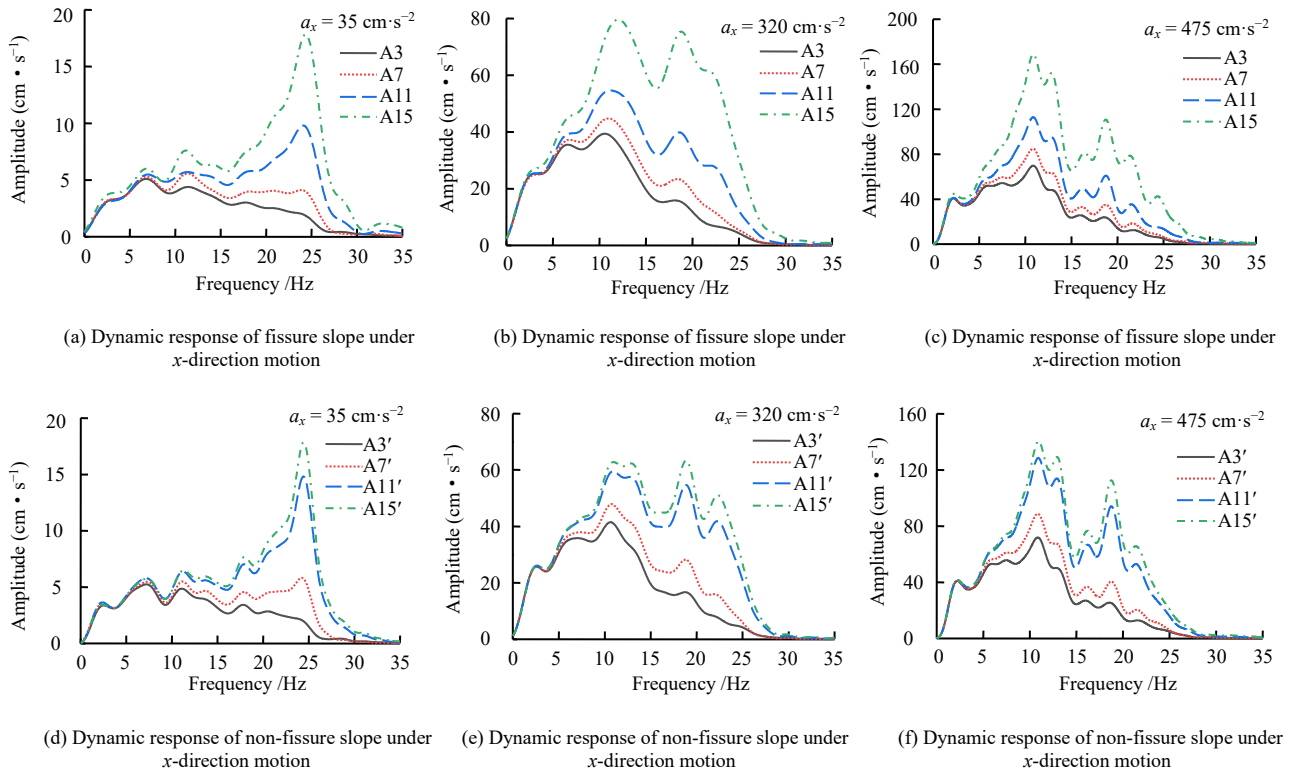 a_x = 35 cm·s⁻²
A3
A7
A11
A15
Amplitude (cm • s⁻¹)
20
15
10
5
0
0 5 10 15 20 25 30 35
Frequency /Hz
(a) Dynamic response of fissure slope under
x-direction motion
a_x = 320 cm·s⁻²
A3
A7
A11
A15
Amplitude (cm • s⁻¹)
80
60
40
20
0
0 5 10 15 20 25 30 35
Frequency /Hz
(b) Dynamic response of fissure slope under
x-direction motion
a_x = 475 cm·s⁻²
A3
A7
A11
A15
Amplitude (cm • s⁻¹)
200
160
120
80
40
0
0 5 10 15 20 25 30 35
Frequency Hz
(c) Dynamic response of fissure slope under
x-direction motion
a_x = 35 cm·s⁻²
A3′
A7′
A11′
A15′
Amplitude (cm • s⁻¹)
20
15
10
5
0
0 5 10 15 20 25 30 35
Frequency /Hz
(d) Dynamic response of non-fissure slope under
x-direction motion
a_x = 320 cm·s⁻²
A3′
A7′
A11′
A15′
Amplitude (cm • s⁻¹)
80
60
40
20
0
0 5 10 15 20 25 30 35
Frequency /Hz
(e) Dynamic response of non-fissure slope under
x-direction motion
a_x = 475 cm·s⁻²
A3′
A7′
A11′
A15′
Amplitude (cm • s⁻¹)
160
120
80
40
0
0 5 10 15 20 25 30 35
Frequency /Hz
(f) Dynamic response of non-fissure slope under
x-direction motion